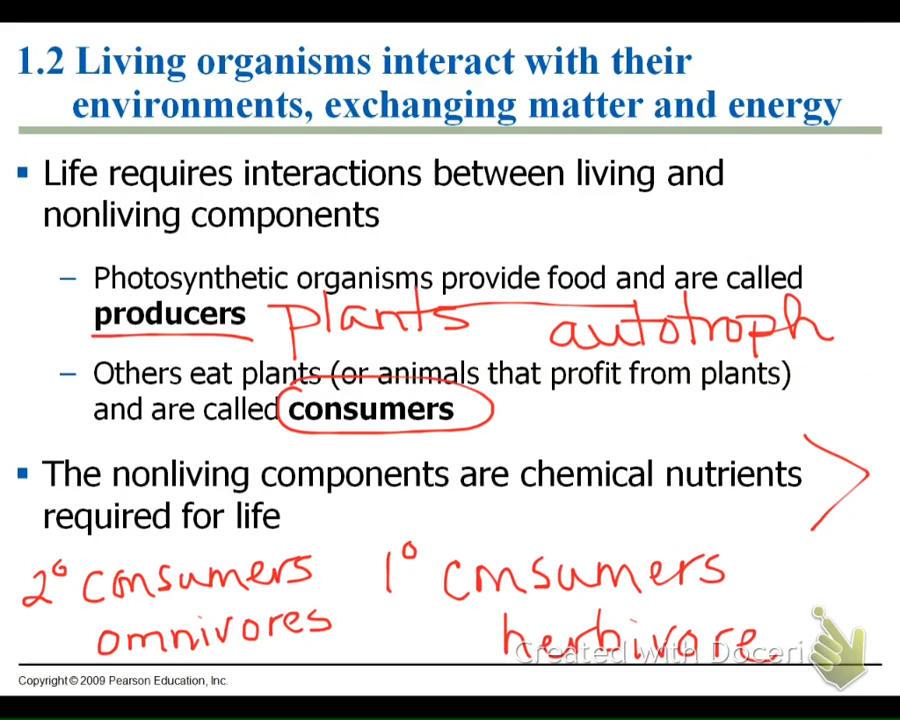 1.2 Living organisms interact with their
environments, exchanging matter and energy
▪ Life requires interactions between living and
nonliving components
– Photosynthetic organisms provide food and are called
producers plants autotroph
– Others eat plants (or animals that profit from plants)
and are called consumers
▪ The nonliving components are chemical nutrients
required for life
2° consumers 1° consumers
omnivores herbivore
Created with Doceri
Copyright © 2009 Pearson Education, Inc.